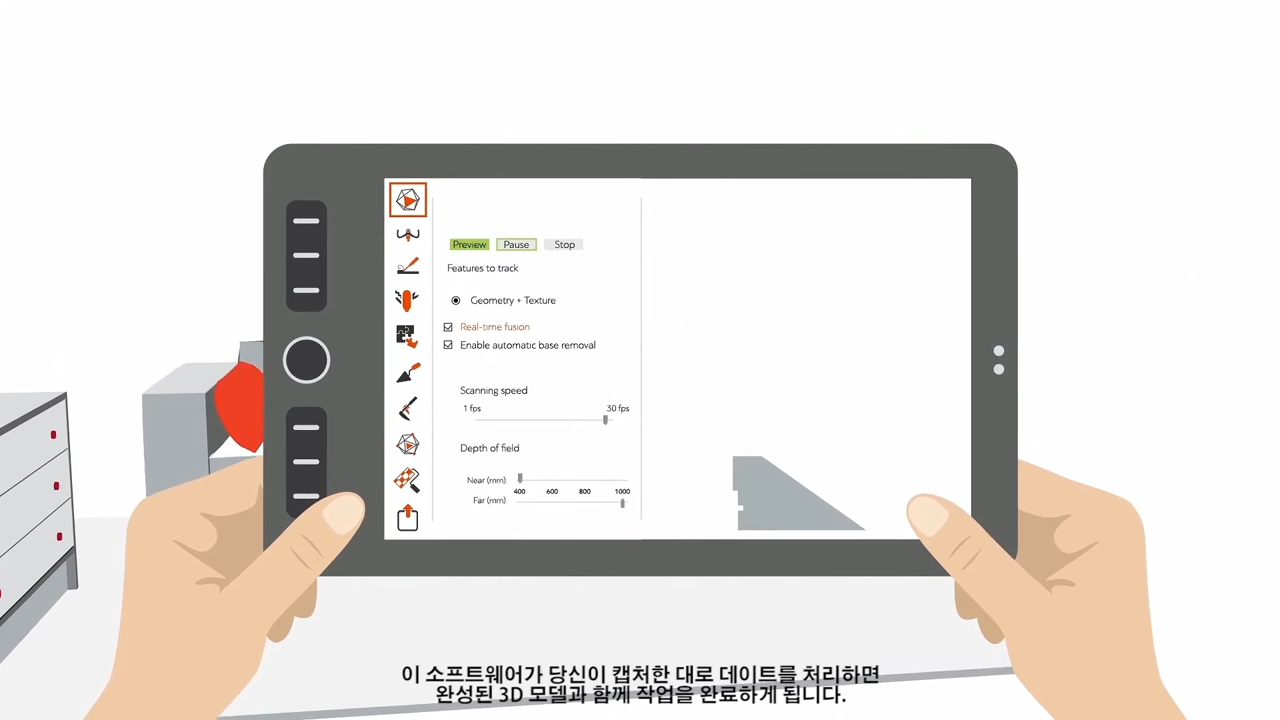 Preview Pause Stop
Features to track
Geometry + Texture
Real-time fusion
Enable automatic base removal
Scanning speed
1 fps 30 fps
Depth of field
Near (mm)
400 600 800 1000
Far (mm)
이 소프트웨어가 당신이 캡처한 대로 데이트를 처리하면
완성된 3D 모델과 함께 작업을 완료하게 됩니다.